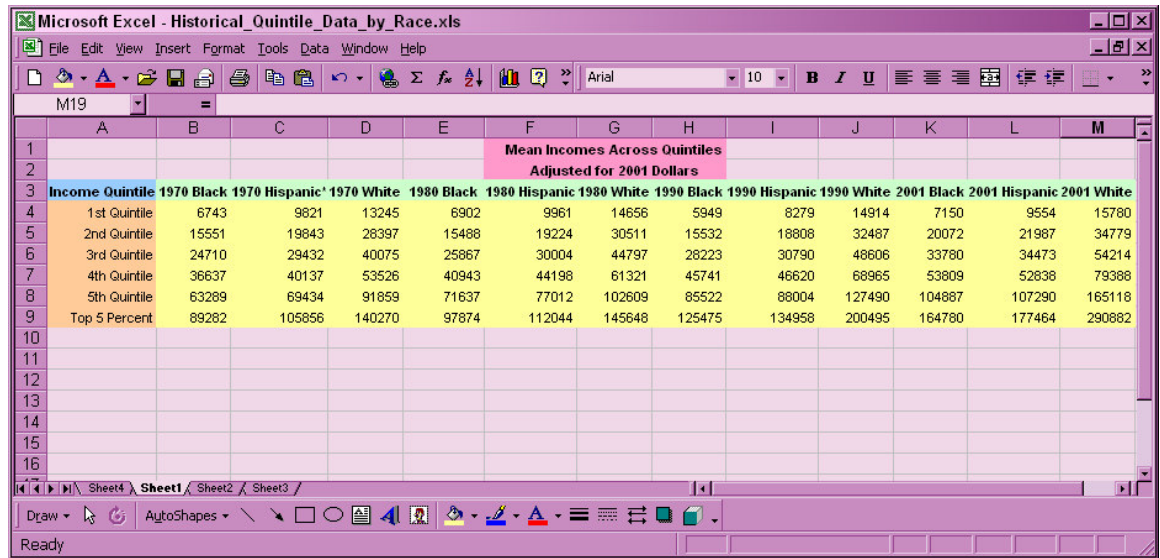 Microsoft Excel - Historical_Quintile_Data_by_Race.xls
File Edit View Insert Format Tools Data Window Help
Arial 10 B I U
M19 =
A B C D E F G H I J K L M
1 Mean Incomes Across Quintiles
2 Adjusted for 2001 Dollars
3 Income Quintile 1970 Black 1970 Hispanic* 1970 White 1980 Black 1980 Hispanic 1980 White 1990 Black 1990 Hispanic 1990 White 2001 Black 2001 Hispanic 2001 White
4 1st Quintile 6743 9821 13245 6902 9961 14656 5949 8279 14914 7150 9554 15780
5 2nd Quintile 15551 19843 28397 15488 19224 30511 15532 18808 32487 20072 21987 34779
6 3rd Quintile 24710 29432 40075 25867 30004 44797 28223 30790 48606 33780 34473 54214
7 4th Quintile 36637 40137 53526 40943 44198 61321 45741 46620 68965 53809 52838 79388
8 5th Quintile 63289 69434 91859 71637 77012 102609 85522 88004 127490 104887 107290 165118
9 Top 5 Percent 89282 105856 140270 97874 112044 145648 125475 134958 200495 164780 177464 290882
10
11
12
13
14
15
16
Sheet4 Sheet1 Sheet2 Sheet3
Draw AutoShapes
Ready